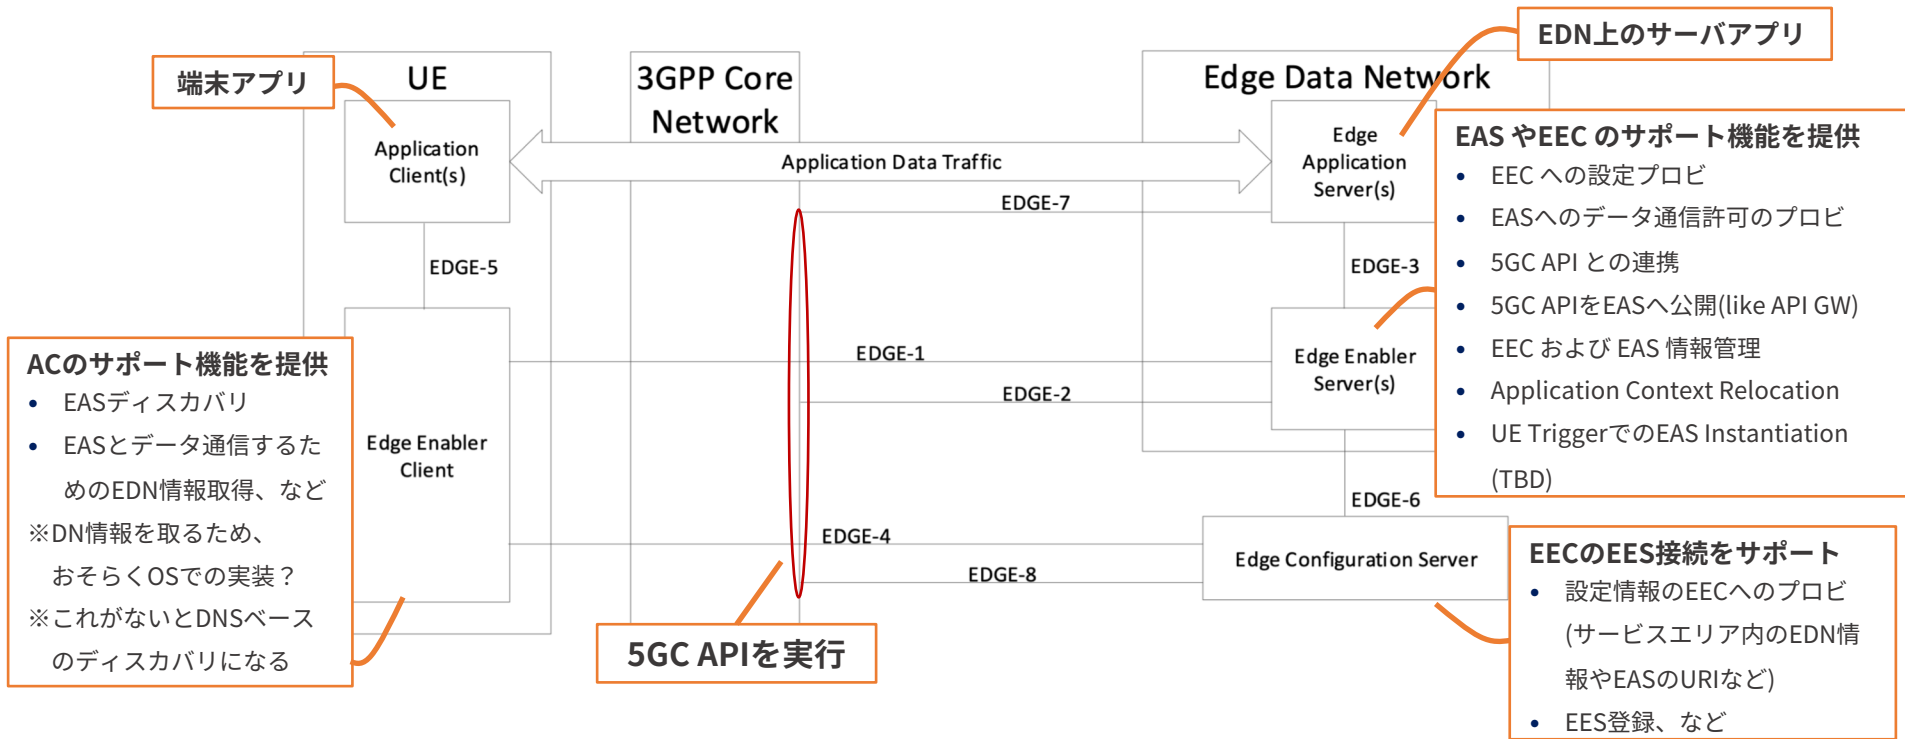 EDN上のサーバアプリ
端末アプリ
UE
3GPP Core
Network
Edge Data Network
Application
Client(s)
Application Data Traffic
Edge
Application
Server(s)
EDGE-7
EDGE-5
EDGE-3
EAS やEEC のサポート機能を提供
• EEC への設定プロビ
• EASへのデータ通信許可のプロビ
• 5GC API との連携
• 5GC APIをEASへ公開(like API GW)
• EEC および EAS 情報管理
• Application Context Relocation
• UE TriggerでのEAS Instantiation
(TBD)
ACのサポート機能を提供
• EASディスカバリ
• EASとデータ通信するた
めのEDN情報取得、など
※DN情報を取るため、
おそらくOSでの実装？
※これがないとDNSベース
のディスカバリになる
Edge Enabler
Client
EDGE-1
EDGE-2
Edge Enabler
Server(s)
EDGE-6
EDGE-4
EDGE-8
Edge Configuration Server
5GC APIを実行
EECのEES接続をサポート
• 設定情報のEECへのプロビ
(サービスエリア内のEDN情
報やEASのURIなど)
• EES登録、など